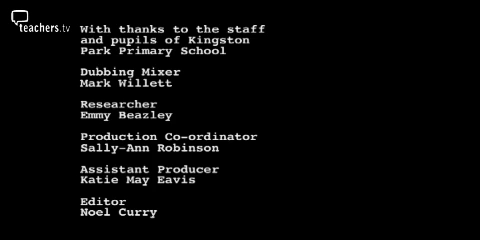 teachers.tv
With thanks to the staff
and pupils of Kingston
Park Primary School
Dubbing Mixer
Mark Willett
Researcher
Emmy Beazley
Production Co-ordinator
Sally-Ann Robinson
Assistant Producer
Katie May Eavis
Editor
Noel Curry